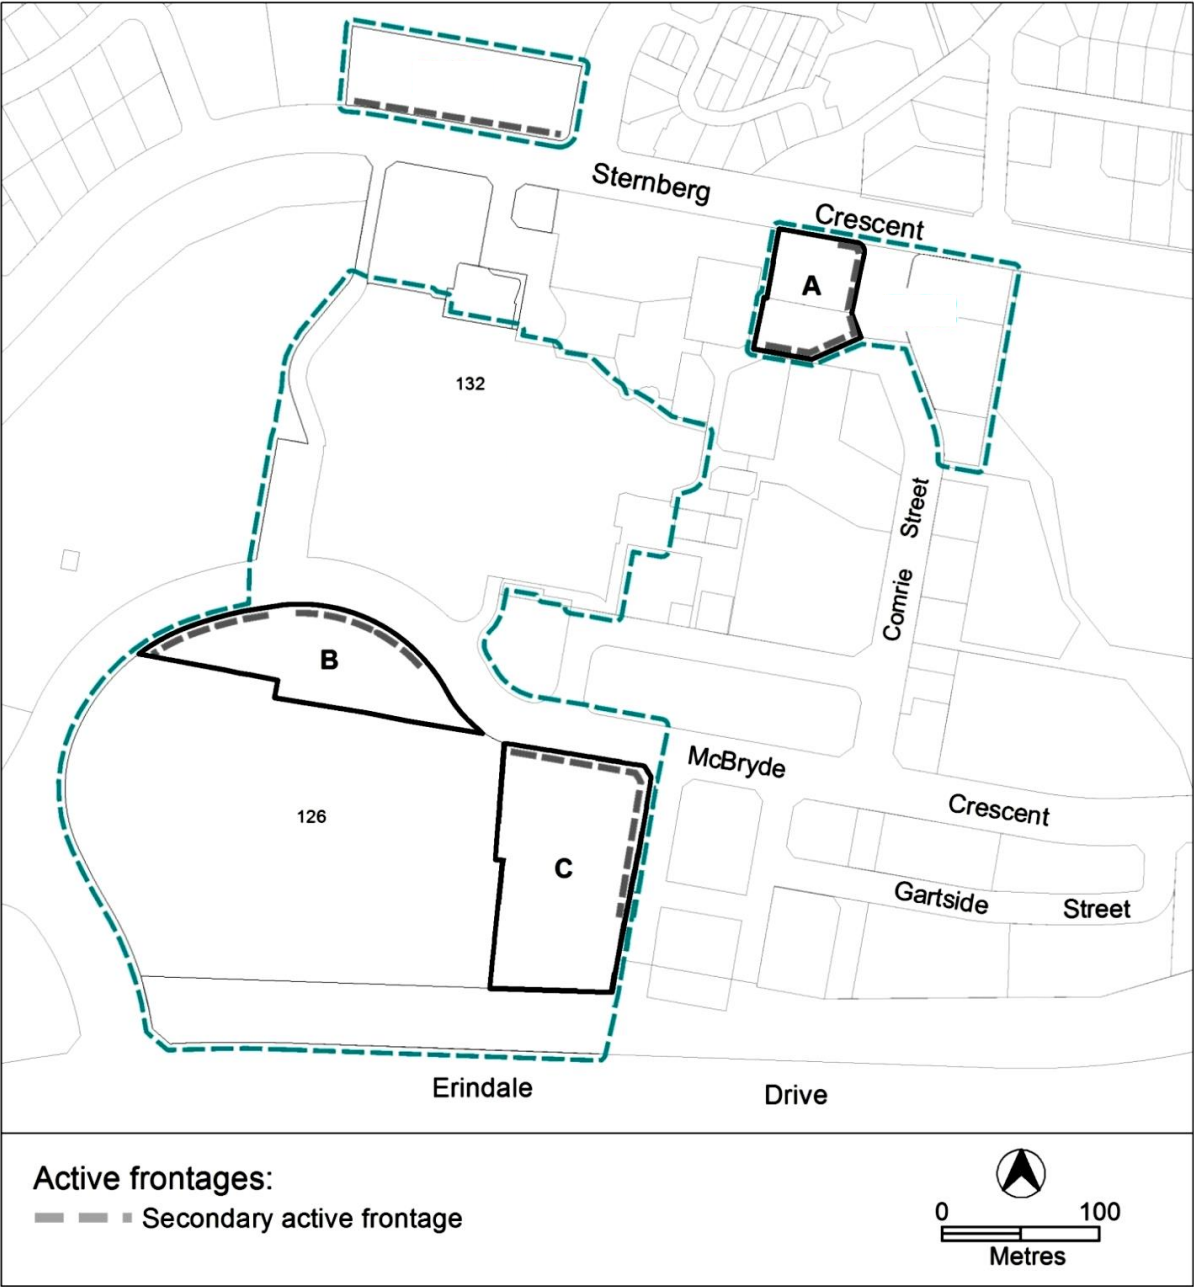 Sternberg
Crescent
A
132
Street
Comrie
B
McBryde
Crescent
126
C
Gartside
Street
Erindale
Drive
Active frontages:
Secondary active frontage
0 100
Metres